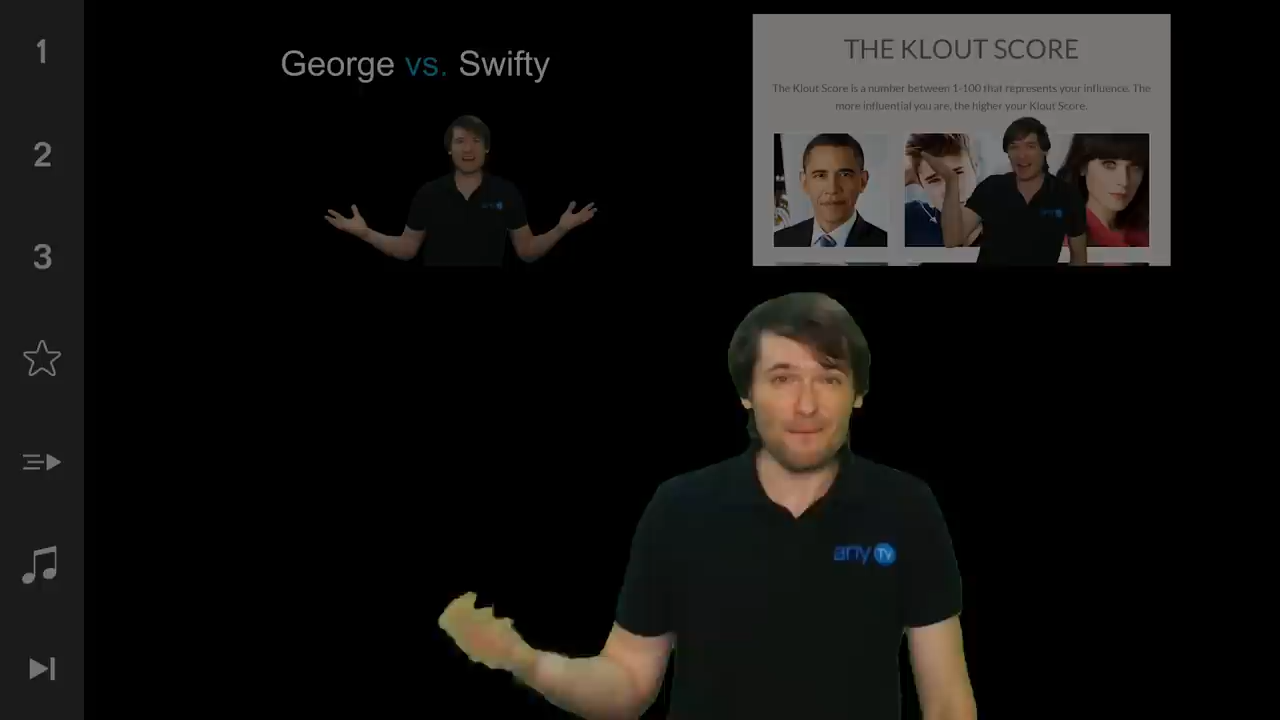 1
2
3
George vs. Swifty
THE KLOUT SCORE
The Klout Score is a number between 1-100 that represents your influence. The
more influential you are, the higher your Klout Score.
any TV